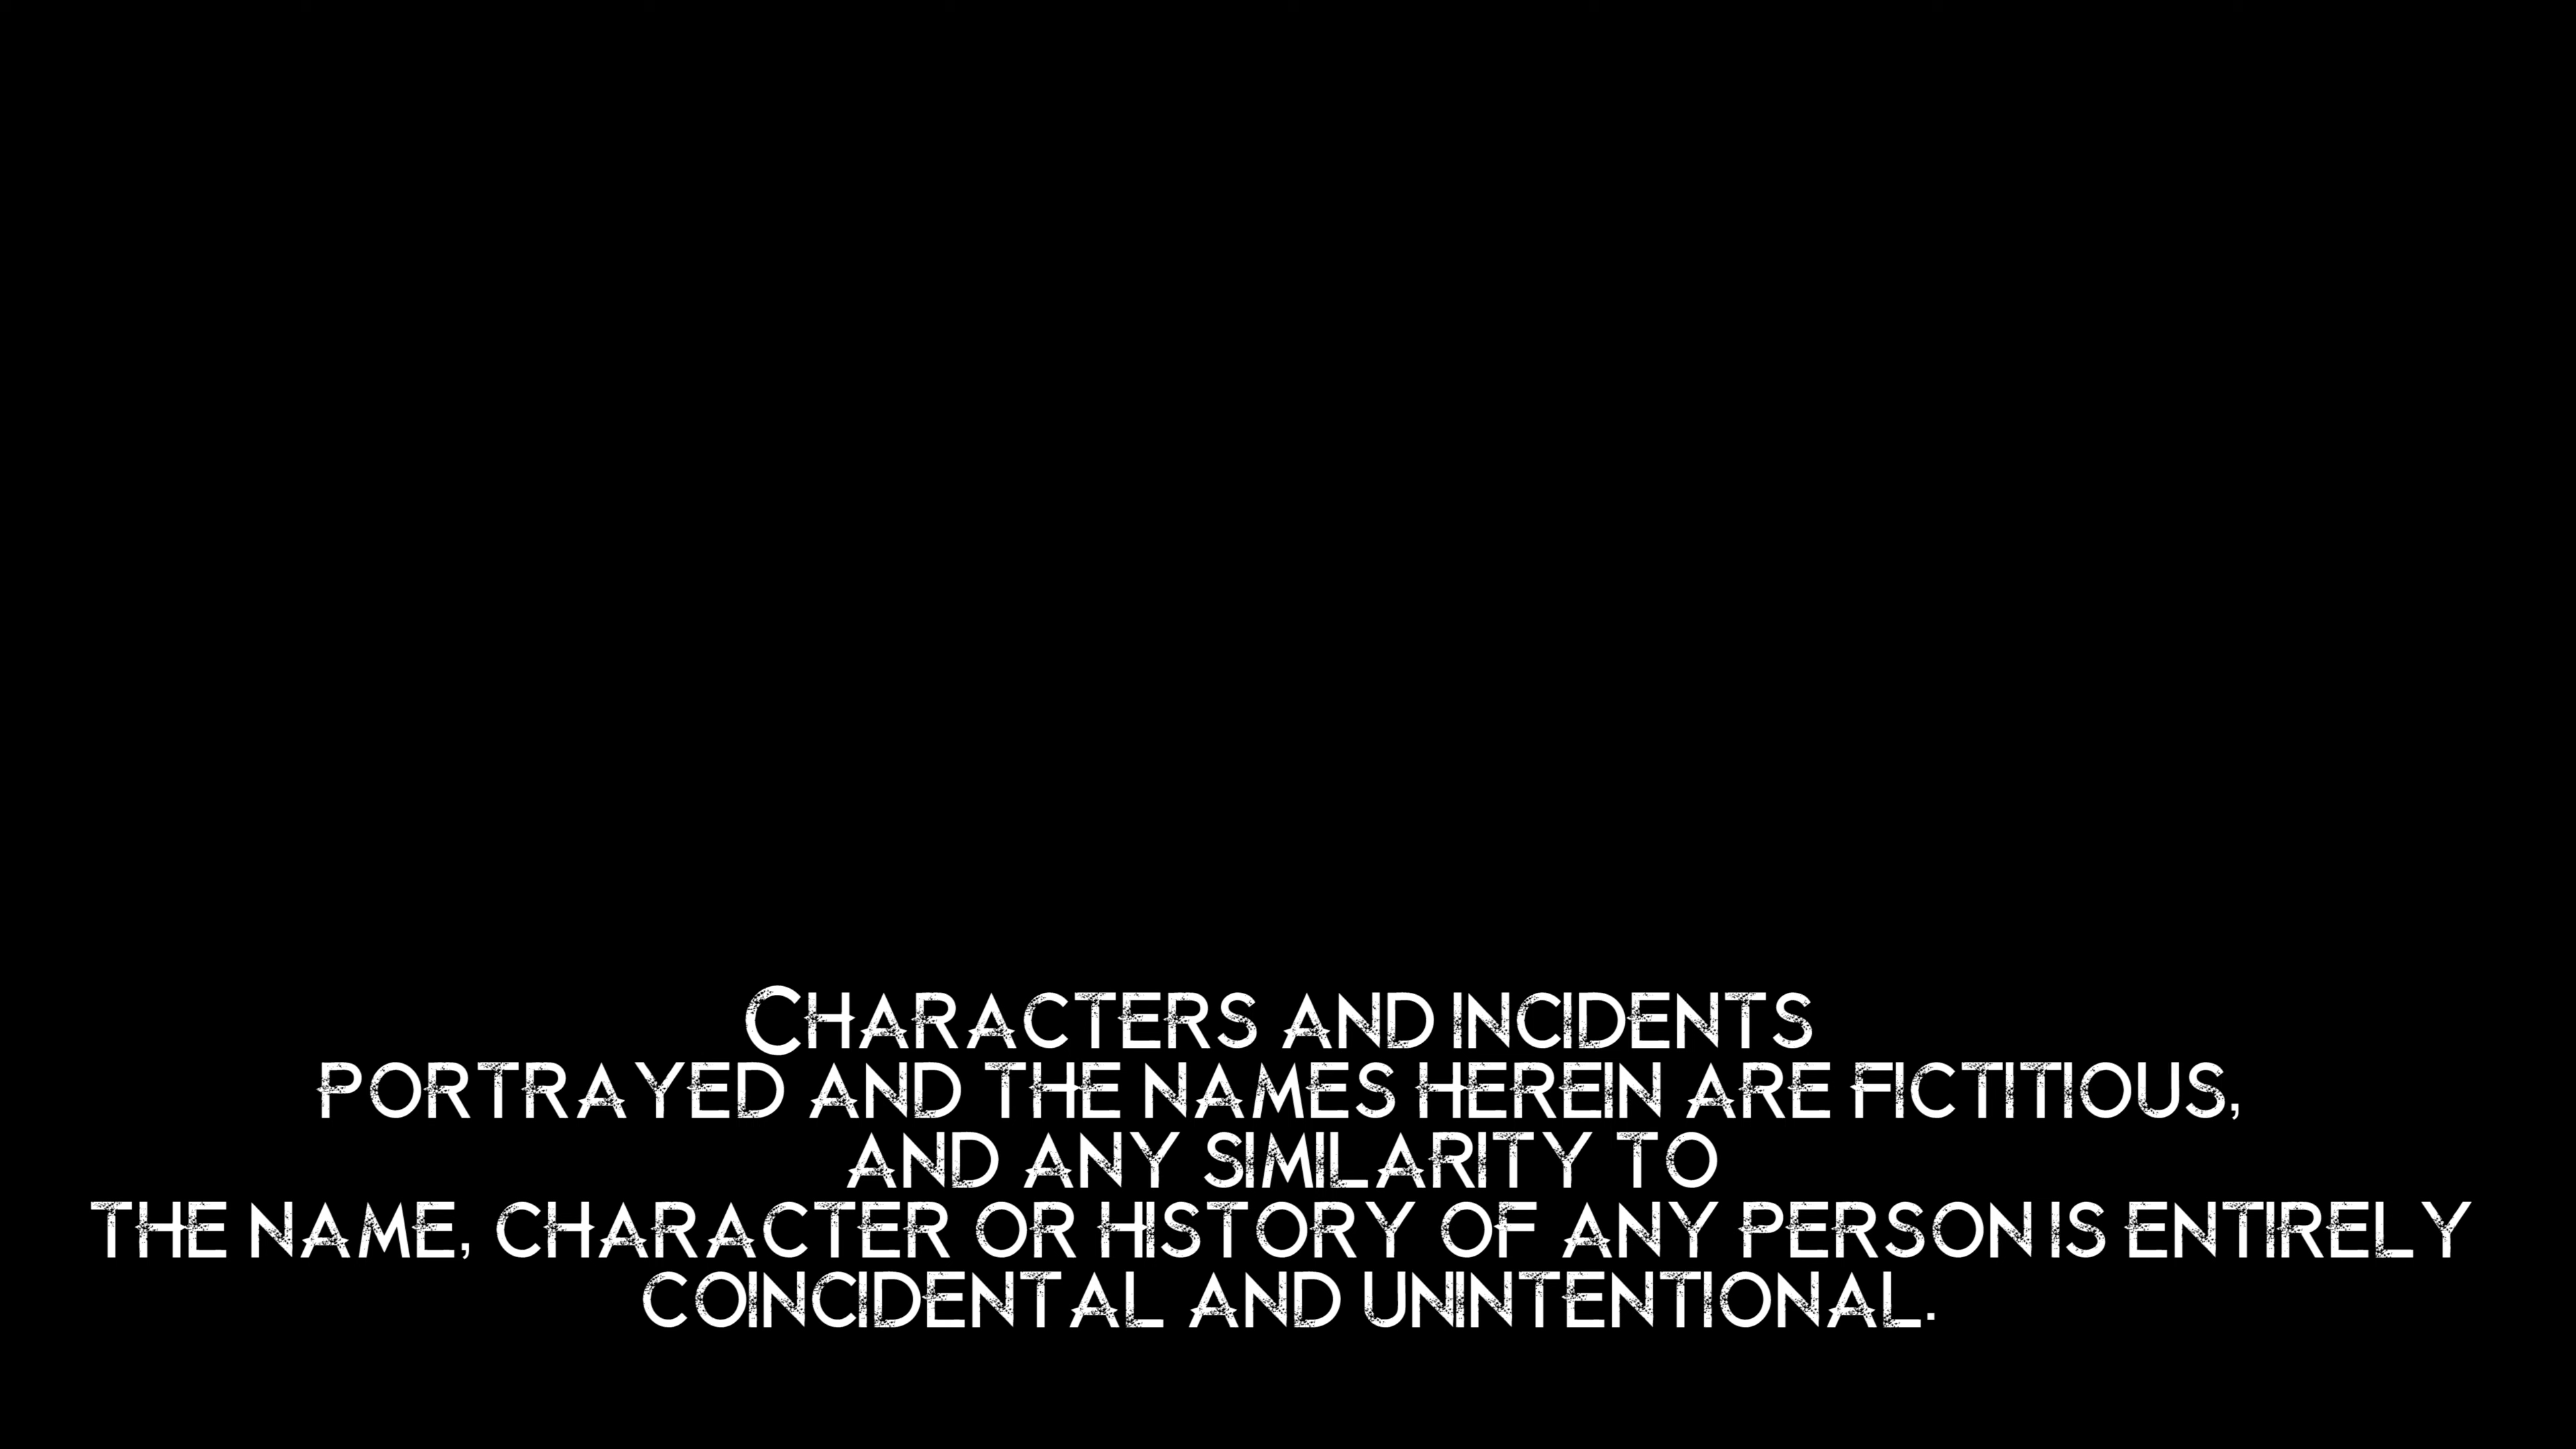 Characters and incidents
portrayed and the names herein are fictitious,
and any similarity to
the name, character or history of any person is entirely
coincidental and unintentional.